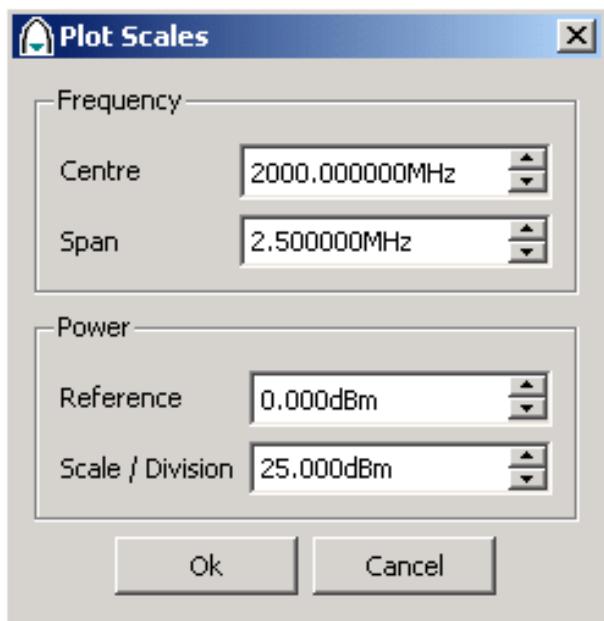 Plot Scales
Frequency
Centre 2000.000000MHz
Span 2.500000MHz
Power
Reference 0.000dBm
Scale / Division 25.000dBm
Ok Cancel